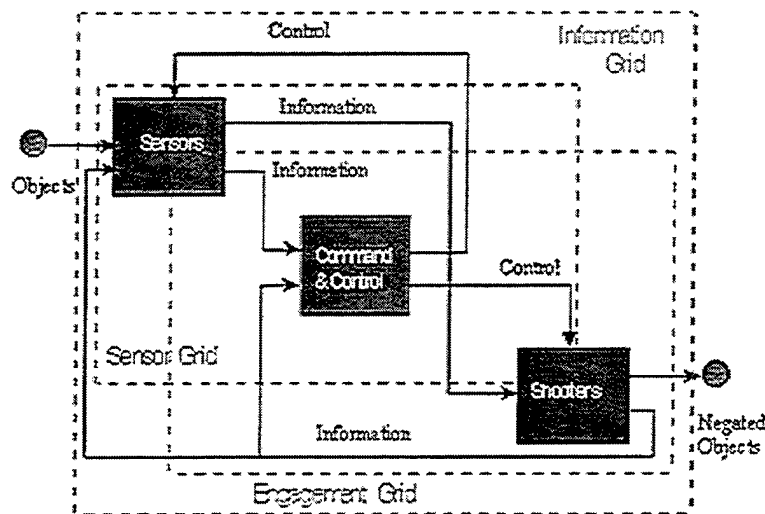 Control
Information
Grid
Information
Sensors
Information
Objects
Command
& Control
Control
Sensor Grid
Shooters
Information
Negated
Objects
Engagement Grid